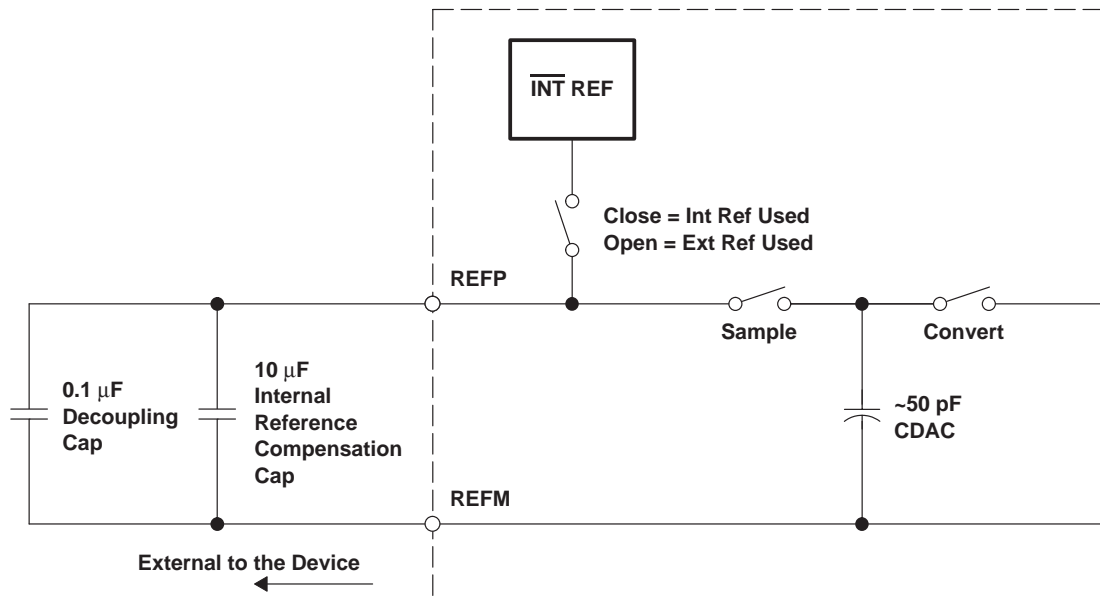 INT REF
Close = Int Ref Used
Open = Ext Ref Used
REFP
Sample
Convert
0.1 μF
Decoupling
Cap
10 μF
Internal
Reference
Compensation
Cap
~50 pF
CDAC
REFM
External to the Device